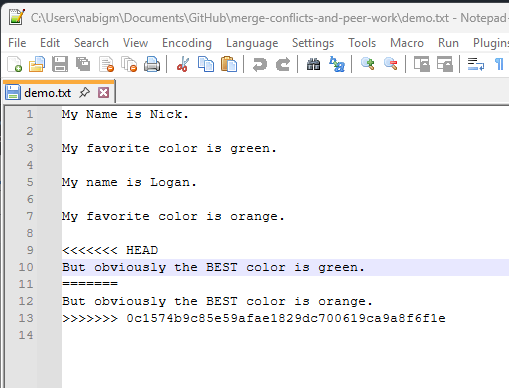 C:\Users\nabigm\Documents\GitHub\merge-conflicts-and-peer-work\demo.txt - Notepad
File Edit Search View Encoding Language Settings Tools Macro Run Plugins
demo.txt
1 My Name is Nick.
2
3 My favorite color is green.
4
5 My name is Logan.
6
7 My favorite color is orange.
8
9 <<<<<<< HEAD
10 But obviously the BEST color is green.
11 =======
12 But obviously the BEST color is orange.
13 >>>>>>> 0c1574b9c85e59afae1829dc700619ca9a8f6f1e
14